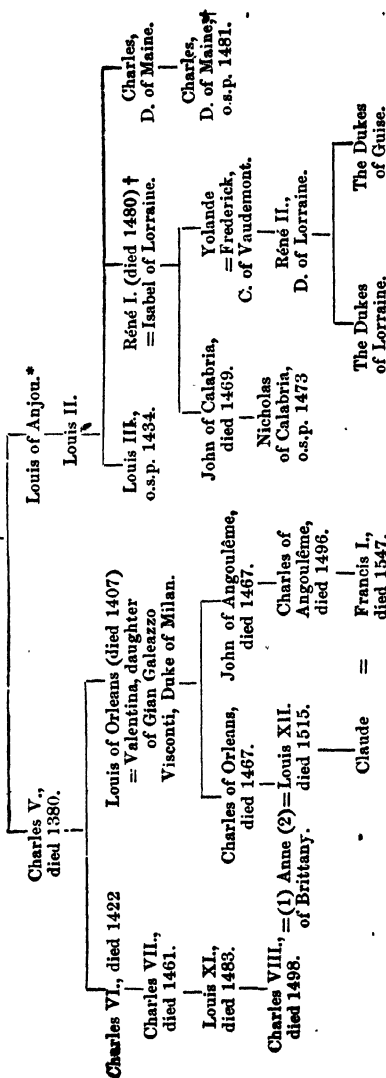 Charles V.,
died 1380.
Louis of Anjou.*
Louis II.
Charles VI., died 1422
Louis of Orleans (died 1407)
= Valentina, daughter
of Gian Galeazzo
Visconti, Duke of Milan.
Louis III.,
o.s.p. 1434.
Réné I. (died 1480) †
=Isabel of Lorraine.
Charles,
D. of Maine.
Charles VII.,
died 1461.
Charles of Orleans,
died 1467.
John of Angoulême,
died 1467.
John of Calabria,
died 1469.
Yolande
=Frederick,
C. of Vaudemont.
Charles,
D. of Maine,†
o.s.p. 1481.
Louis XI.,
died 1483.
Nicholas
of Calabria,
o.s.p. 1473
Réné II.,
D. of Lorraine.
Charles VIII.,
died 1498.
=(1) Anne (2)=
of Brittany.
Louis XII.
died 1515.
Charles of
Angoulême,
died 1496.
The Dukes
of Lorraine.
The Dukes
of Guise.
Claude = Francis I.,
died 1547.